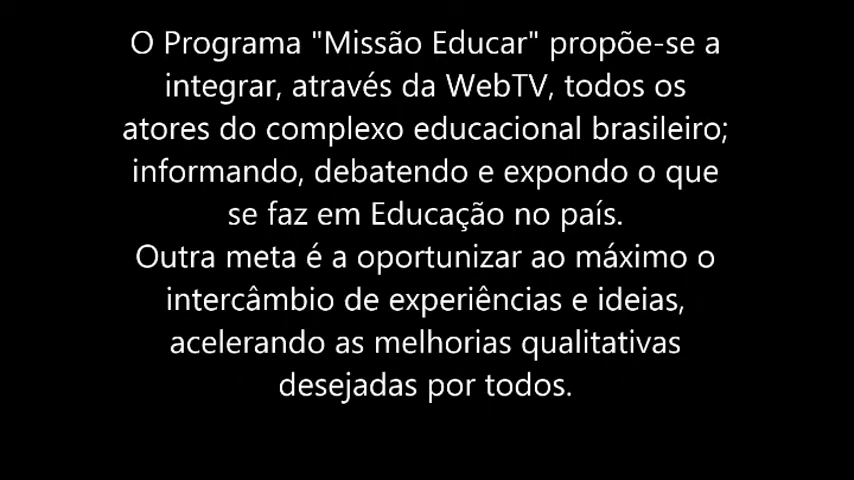 O Programa "Missão Educar" propõe-se a
integrar, através da WebTV, todos os
atores do complexo educacional brasileiro;
informando, debatendo e expondo o que
se faz em Educação no país.
Outra meta é a oportunizar ao máximo o
intercâmbio de experiências e ideias,
acelerando as melhorias qualitativas
desejadas por todos.